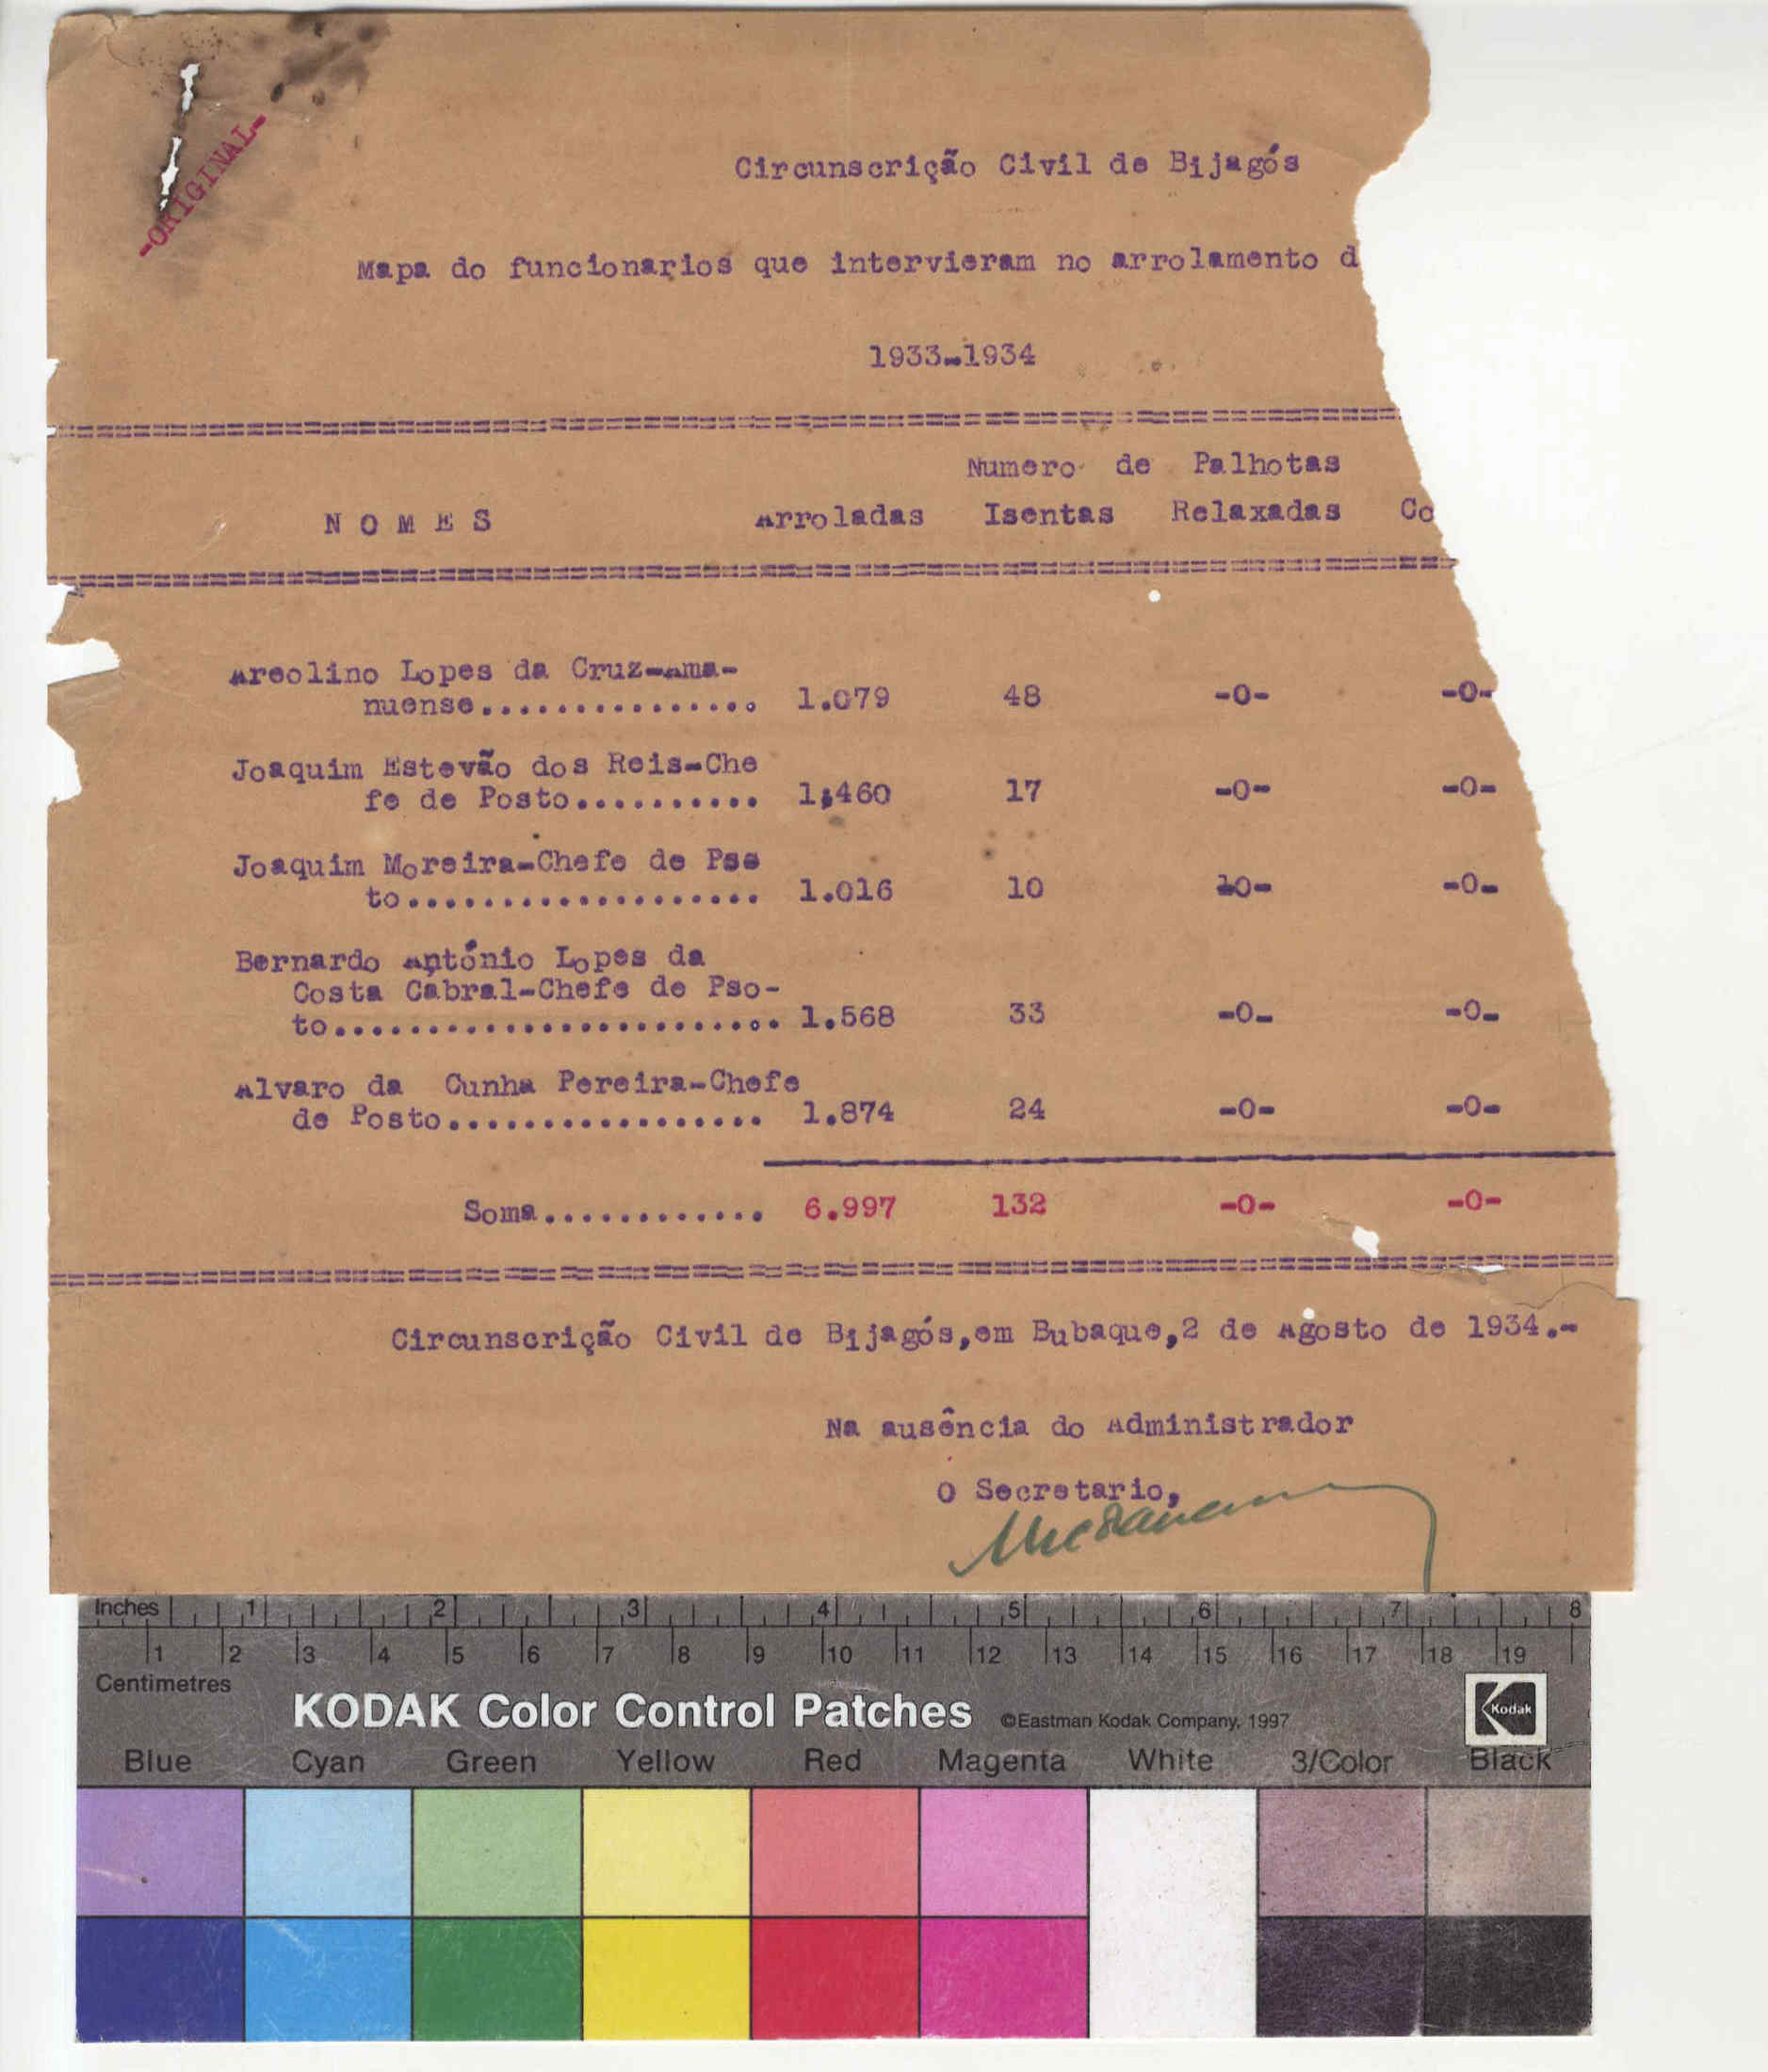 -ORIGINAL-
Circunscrição Civil de Bijagós
Mapa do funcionarios que intervieram no arrolamento d
1933-1934
Numero de Palhotas
N O M E S Arroladas Isentas Relaxadas Co
Areolino Lopes da Cruz-Ama-
nuense................ 1.079 48 -0- -0-
Joaquim Estevão dos Reis-Che
fe de Posto.......... 1.460 17 -0- -0-
Joaquim Moreira-Chefe de Pss
to................... 1.016 10 -0- -0-
Bernardo António Lopes da
Costa Cabral-Chefe de Pso-
to........................ 1.568 33 -0- -0-
Alvaro da Cunha Pereira-Chefe
de Posto................. 1.874 24 -0- -0-
Soma............ 6.997 132 -0- -0-
Circunscrição Civil de Bijagós,em Bubaque,2 de Agosto de 1934.-
Na ausência do Administrador
O Secretario,
Inches 1 2 3 4 5 6 7 8
1 2 3 4 5 6 7 8 9 10 11 12 13 14 15 16 17 18 19
Centimetres
KODAK Color Control Patches ©Eastman Kodak Company, 1997 Kodak
Blue Cyan Green Yellow Red Magenta White 3/Color Black